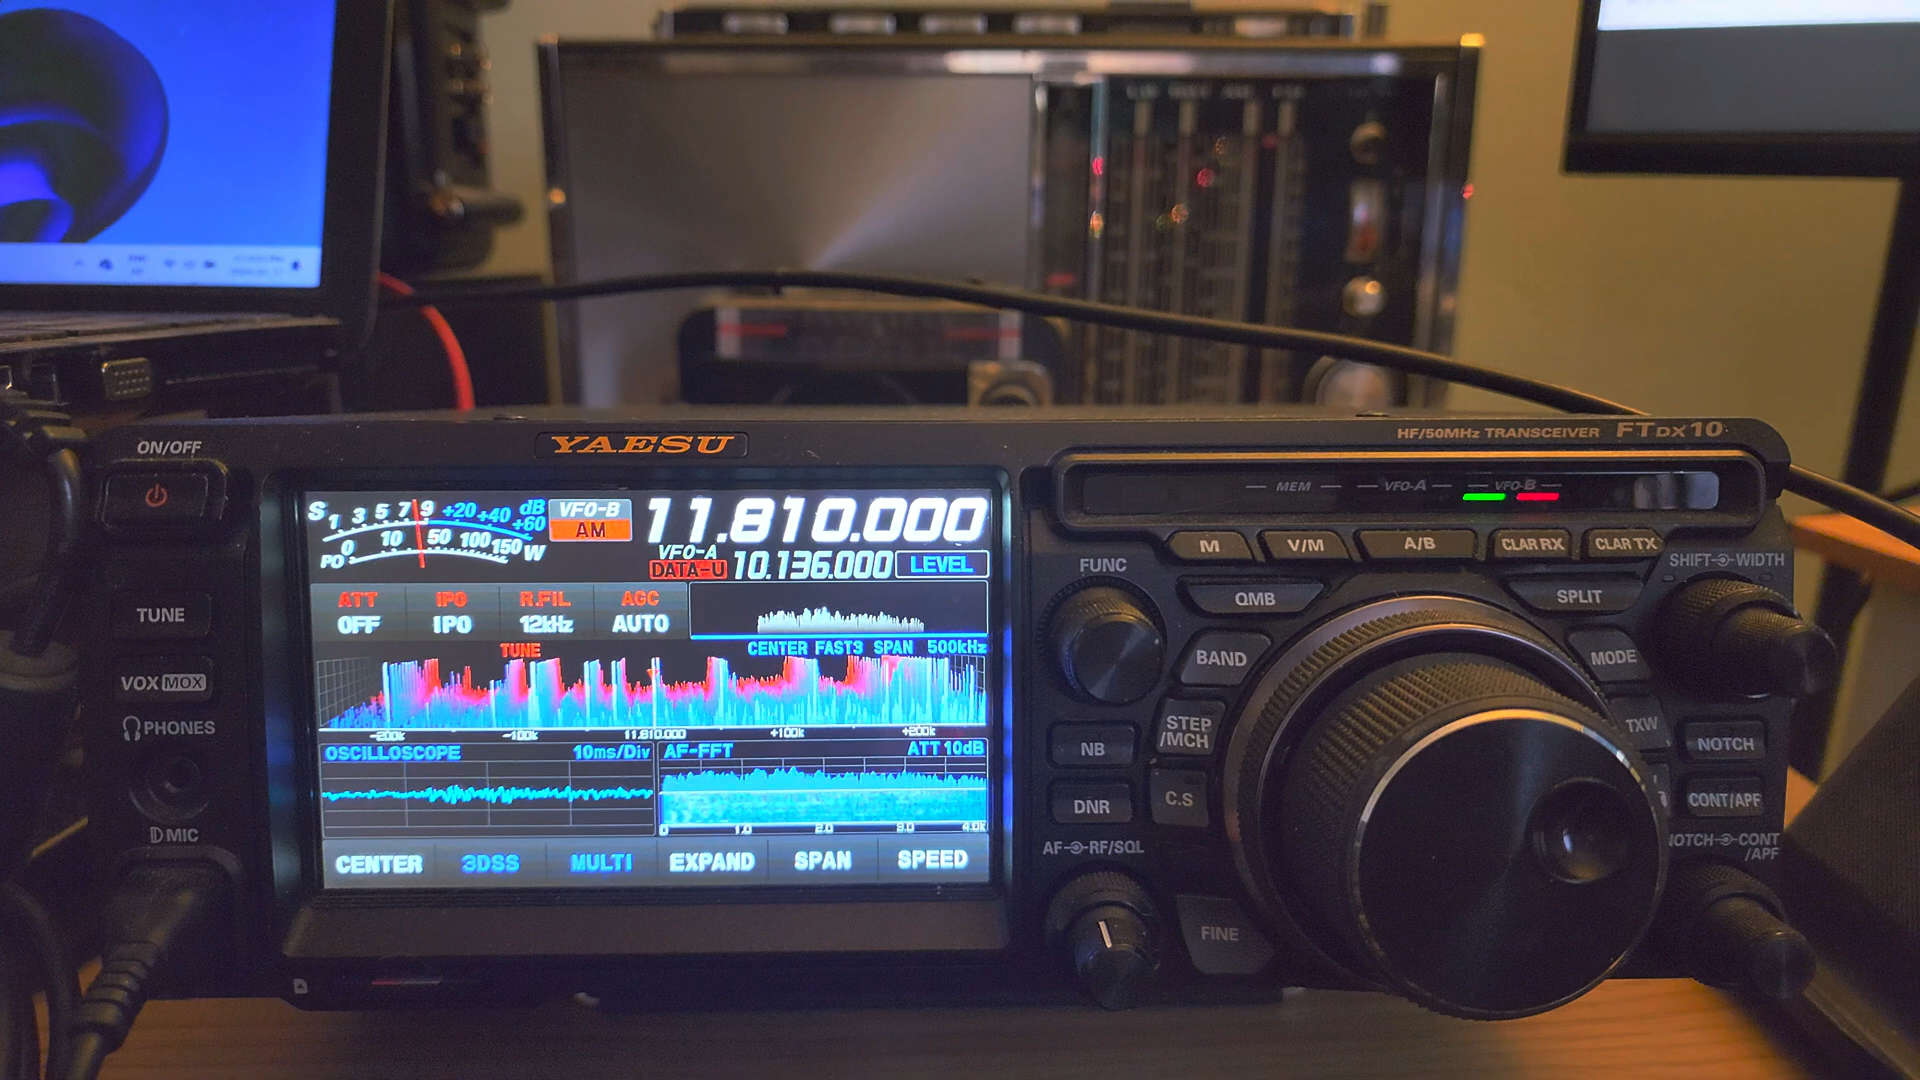 YAESU
HF/50MHz TRANSCEIVER FTDX10
ON/OFF
S 1 3 5 7 9 +20 +40 +60 dB
PO 0 10 50 100 150 W
VFO-B
AM
11.810.000
VFO-A
DATA-U 10.136.000 LEVEL
ATT IPO R.FIL AGC
OFF IPO 12kHz AUTO
TUNE
CENTER FAST3 SPAN 500kHz
-200k -100k 11.810.000 +100k +200k
OSCILLOSCOPE 10ms/Div
AF-FFT ATT 10dB
0 1.0 2.0 3.0 4.0k
CENTER 3DSS MULTI EXPAND SPAN SPEED
TUNE
VOX MOX
PHONES
MIC
MEM VFO-A VFO-B
M V/M A/B CLAR RX CLAR TX
FUNC
SHIFT WIDTH
QMB SPLIT
BAND MODE
STEP
/MCH
TXW
NB NOTCH
DNR C.S CONT/APF
AF RF/SQL
NOTCH CONT
/APF
FINE